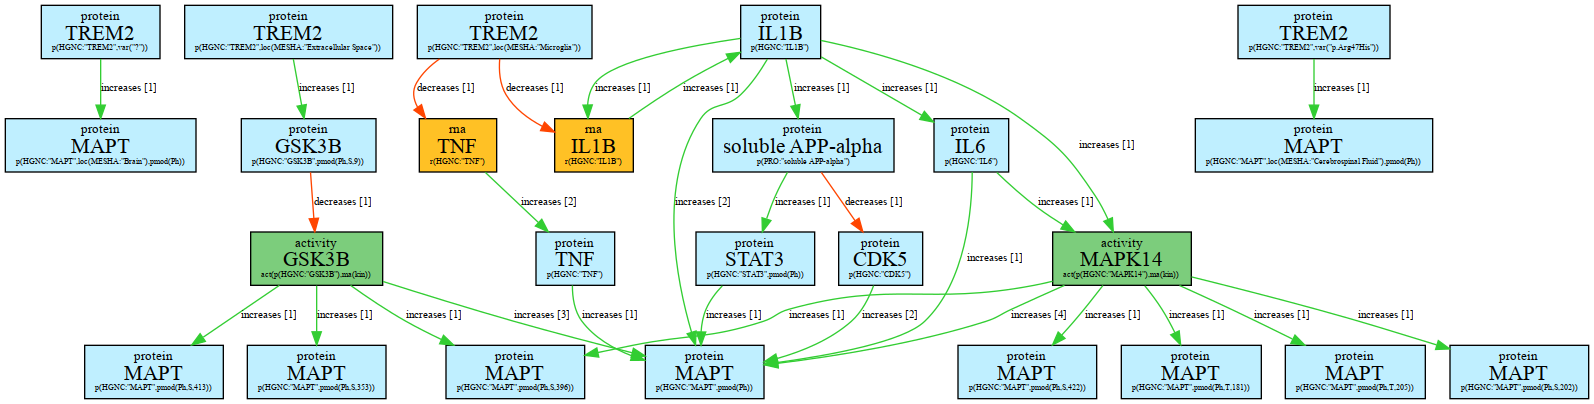 protein
TREM2
p(HGNC:"TREM2",var("?"))
protein
TREM2
p(HGNC:"TREM2",loc(MESHA:"Extracellular Space"))
protein
TREM2
p(HGNC:"TREM2",loc(MESHA:"Microglia"))
protein
IL1B
p(HGNC:"IL1B")
protein
TREM2
p(HGNC:"TREM2",var("p.Arg47His"))
increases [1]
increases [1]
decreases [1]
decreases [1]
increases [1]
increases [1]
increases [1]
increases [1]
increases [1]
protein
MAPT
p(HGNC:"MAPT",loc(MESHA:"Brain"),pmod(Ph))
protein
GSK3B
p(HGNC:"GSK3B",pmod(Ph,S,9))
rna
TNF
r(HGNC:"TNF")
rna
IL1B
r(HGNC:"IL1B")
protein
soluble APP-alpha
p(PRO:"soluble APP-alpha")
protein
IL6
p(HGNC:"IL6")
increases [1]
protein
MAPT
p(HGNC:"MAPT",loc(MESHA:"Cerebrospinal Fluid"),pmod(Ph))
decreases [1]
increases [2]
increases [2]
increases [1]
decreases [1]
increases [1]
activity
GSK3B
act(p(HGNC:"GSK3B"),ma(kin))
protein
TNF
p(HGNC:"TNF")
protein
STAT3
p(HGNC:"STAT3",pmod(Ph))
protein
CDK5
p(HGNC:"CDK5")
increases [1]
activity
MAPK14
act(p(HGNC:"MAPK14"),ma(kin))
increases [1]
increases [1]
increases [1]
increases [3]
increases [1]
increases [1]
increases [1]
increases [2]
increases [4]
increases [1]
increases [1]
increases [1]
increases [1]
protein
MAPT
p(HGNC:"MAPT",pmod(Ph,S,413))
protein
MAPT
p(HGNC:"MAPT",pmod(Ph,S,353))
protein
MAPT
p(HGNC:"MAPT",pmod(Ph,S,396))
protein
MAPT
p(HGNC:"MAPT",pmod(Ph))
protein
MAPT
p(HGNC:"MAPT",pmod(Ph,S,422))
protein
MAPT
p(HGNC:"MAPT",pmod(Ph,T,181))
protein
MAPT
p(HGNC:"MAPT",pmod(Ph,T,205))
protein
MAPT
p(HGNC:"MAPT",pmod(Ph,S,202))